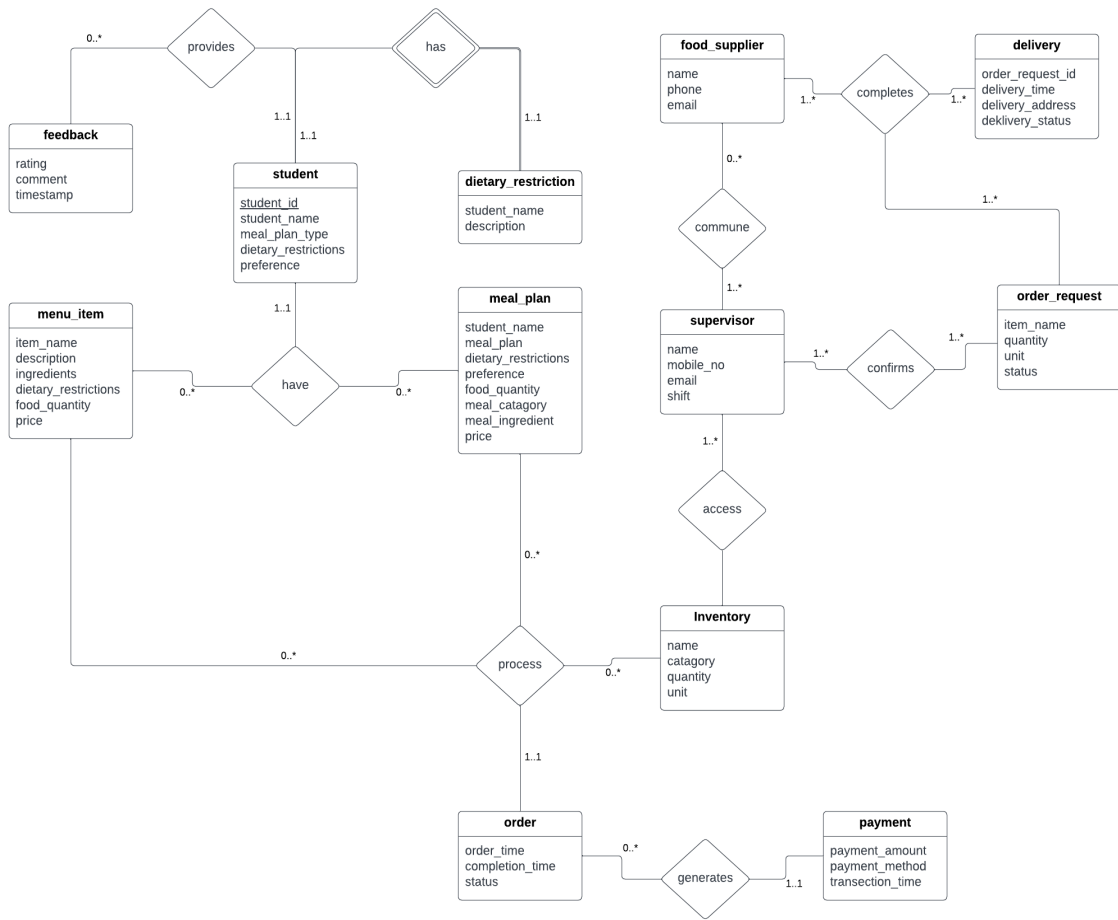 0..*
provides
has
1..1
1..1
1..1
feedback
rating
comment
timestamp
student
student_id
student_name
meal_plan_type
dietary_restrictions
preference
dietary_restriction
student_name
description
food_supplier
name
phone
email
1..*
completes
1..*
delivery
order_request_id
delivery_time
delivery_address
deklivery_status
0..*
commune
1..*
1..*
1..1
menu_item
item_name
description
ingredients
dietary_restrictions
food_quantity
price
0..*
have
0..*
meal_plan
student_name
meal_plan
dietary_restrictions
preference
food_quantity
meal_catagory
meal_ingredient
price
supervisor
name
mobile_no
email
shift
1..*
confirms
1..*
order_request
item_name
quantity
unit
status
1..*
access
0..*
0..*
process
0..*
Inventory
name
catagory
quantity
unit
1..1
order
order_time
completion_time
status
0..*
generates
1..1
payment
payment_amount
payment_method
transection_time